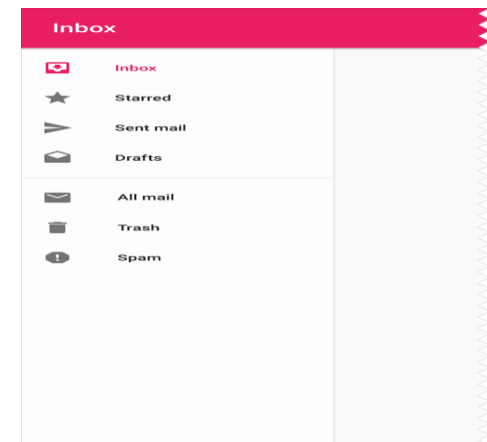 Inbox
Inbox
Starred
Sent mail
Drafts
All mail
Trash
Spam